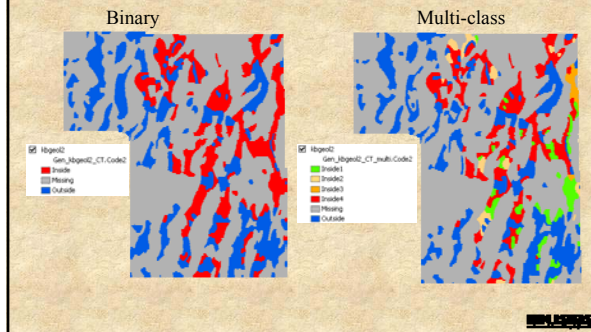 Binary
Multi-class
kbgeol2
Gen_kbgeol2_CT.Code2
Inside
Missing
Outside
kbgeol2
Gen_kbgeol2_CT_multi.Code2
Inside1
Inside2
Inside3
Inside4
Missing
Outside